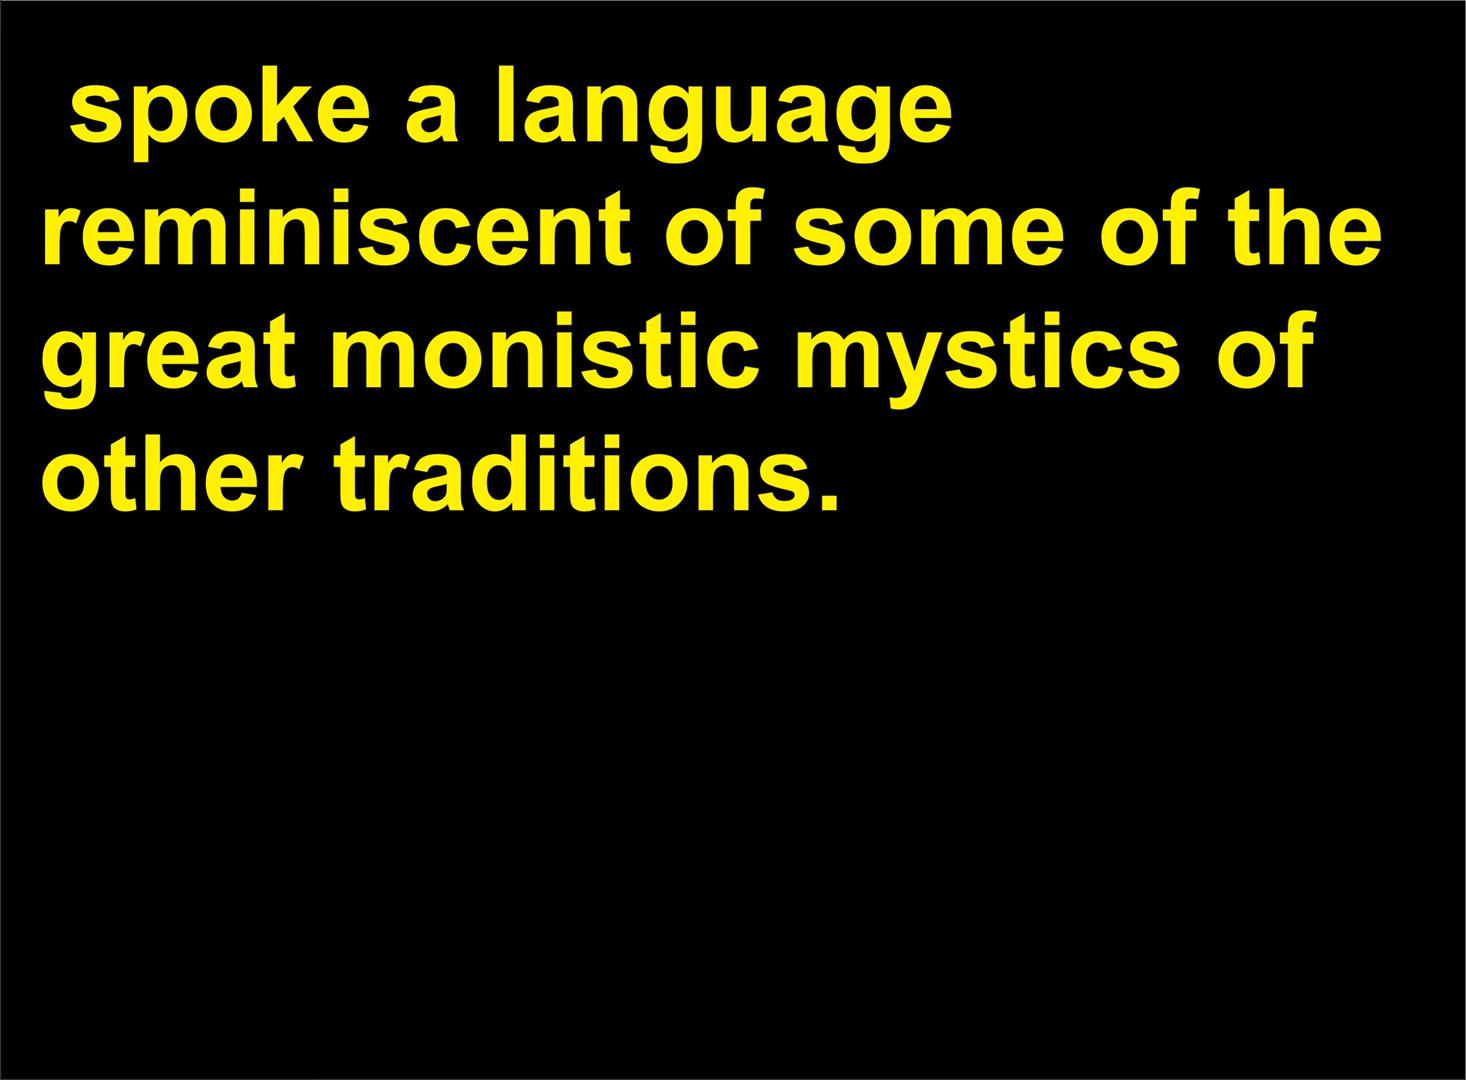 spoke a language
reminiscent of some of the
great monistic mystics of
other traditions.